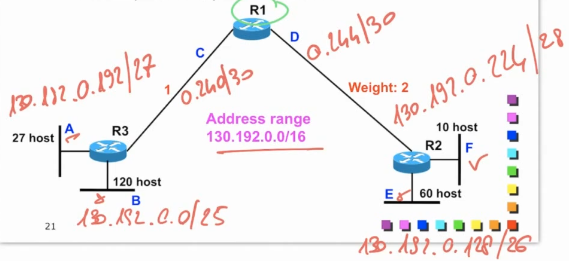 R1
C
D
0.244/30
130.192.0.192/27
1
0.240/30
Weight: 2
130.192.0.224/28
Address range
130.192.0.0/16
27 host
A
R3
10 host
R2
F
120 host
B
E
60 host
130.192.0.0/25
21
130.192.0.128/26